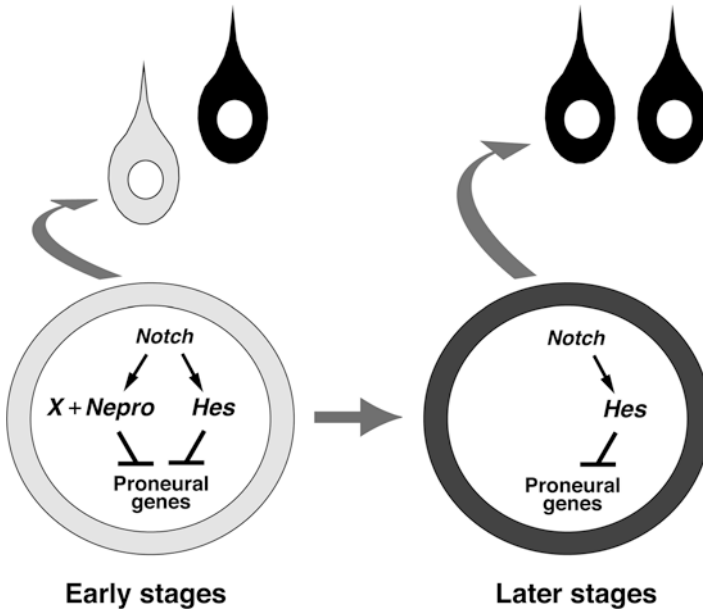 Notch
X + Nepro Hes
Proneural
genes
Early stages
Notch
Hes
Proneural
genes
Later stages